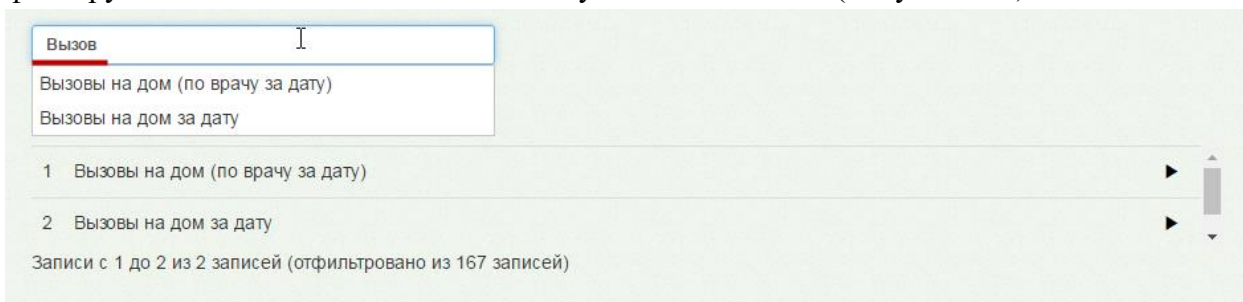 Вызов
Вызовы на дом (по врачу за дату)
Вызовы на дом за дату
1 Вызовы на дом (по врачу за дату)
2 Вызовы на дом за дату
Записи с 1 до 2 из 2 записей (отфильтровано из 167 записей)